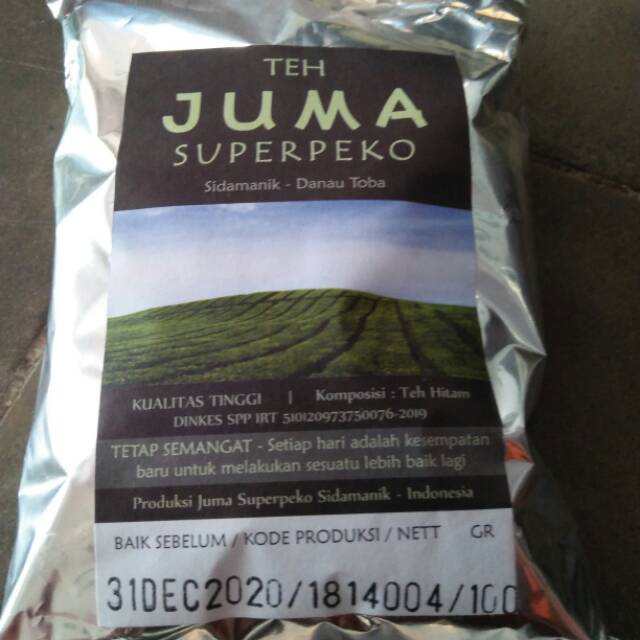 TEH
JUMA
SUPERPEKO
Sidamanik - Danau Toba
KUALITAS TINGGI | Komposisi : Teh Hitam
DINKES SPP IRT 510120973750076-2019
TETAP SEMANGAT - Setiap hari adalah kesempatan
baru untuk melakukan sesuatu lebih baik lagi
Produksi Juma Superpeko Sidamanik - Indonesia
BAIK SEBELUM / KODE PRODUKSI / NETT GR
31DEC2020/1814004/100